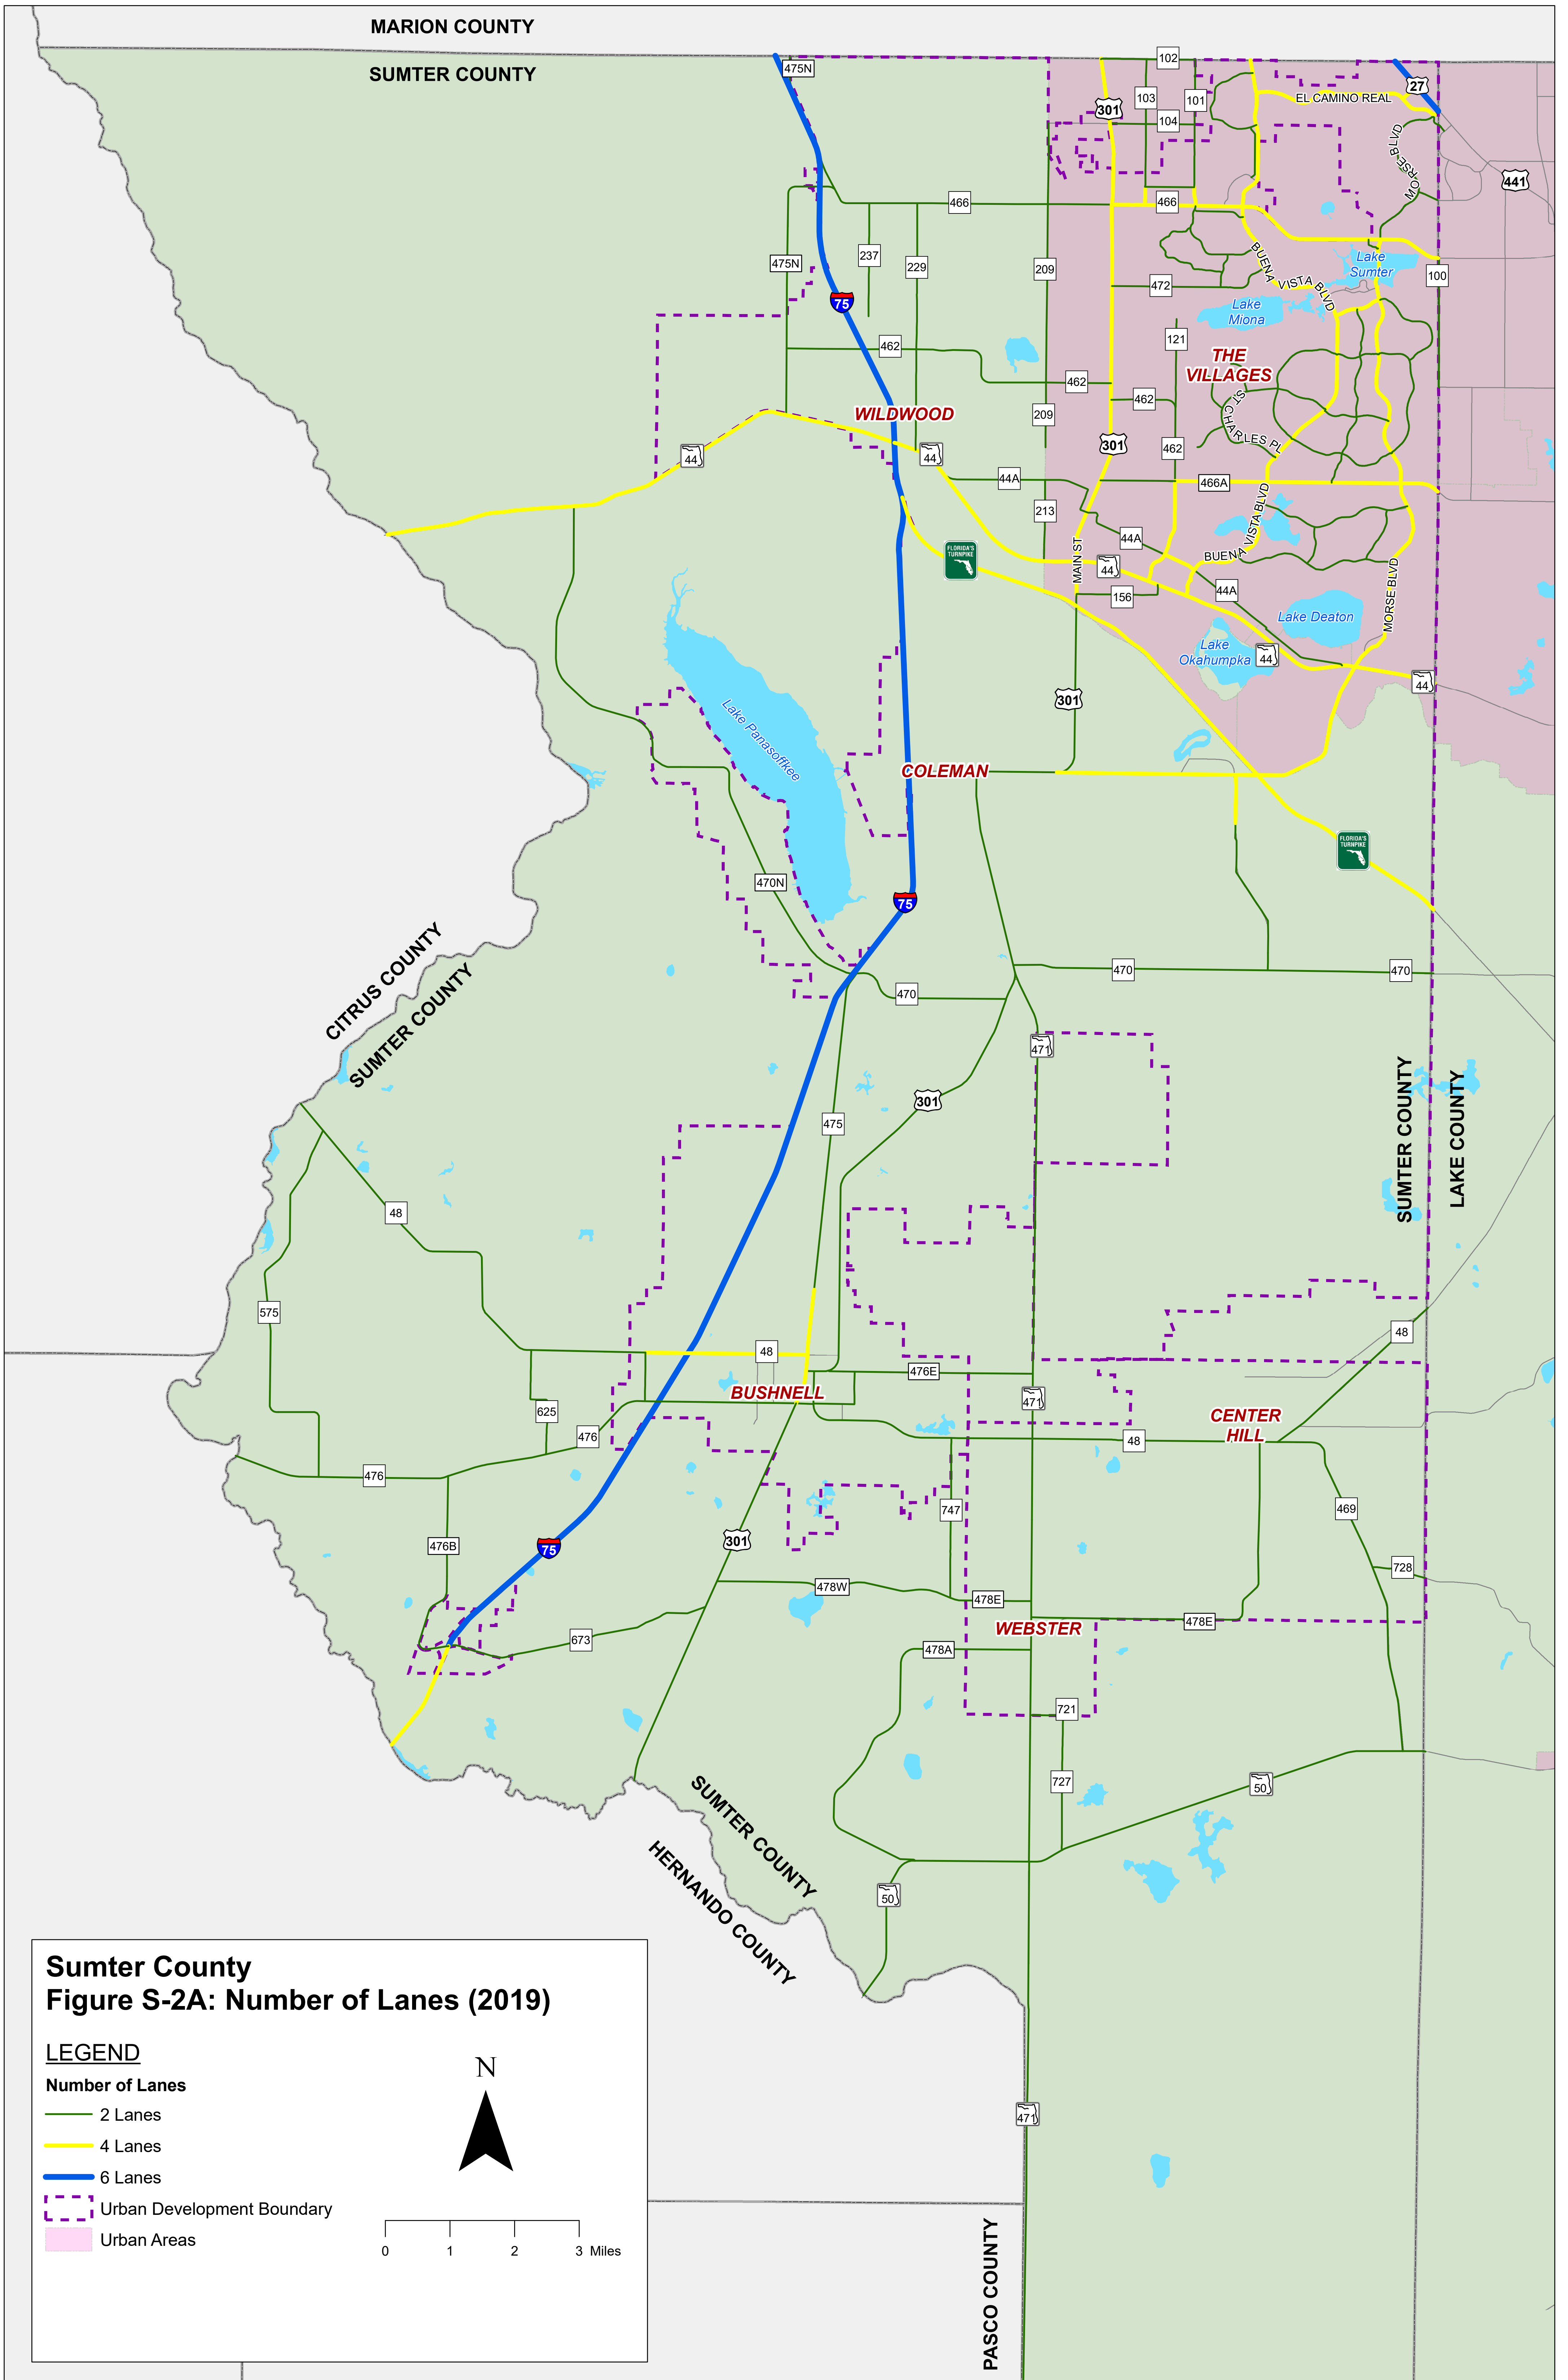 MARION COUNTY
SUMTER COUNTY
475N
102
27
301
103
101
EL CAMINO REAL
104
MORSE BLVD
441
466
466
475N
237
229
209
BUENA VISTA BLVD
Lake
Sumter
100
472
75
Lake
Miona
121
462
THE
VILLAGES
462
462
WILDWOOD
209
ST. CHARLES PL
301
462
44
44
44A
466A
213
BUENA VISTA BLVD
44A
FLORIDA'S
TURNPIKE
MAIN ST
44
156
44A
MORSE BLVD
Lake Deaton
Lake
Okahumpka
44
44
301
Lake Panasoffkee
COLEMAN
FLORIDA'S
TURNPIKE
470N
75
CITRUS COUNTY
SUMTER COUNTY
470
470
470
471
301
475
SUMTER COUNTY
LAKE COUNTY
48
575
48
48
476E
BUSHNELL
471
625
CENTER
HILL
476
48
476
747
469
476B
75
301
728
478W
478E
478E
WEBSTER
673
478A
721
727
50
SUMTER COUNTY
HERNANDO COUNTY
50
471
PASCO COUNTY
Sumter County
Figure S-2A: Number of Lanes (2019)
LEGEND
Number of Lanes
2 Lanes
4 Lanes
6 Lanes
Urban Development Boundary
Urban Areas
N
0 1 2 3 Miles